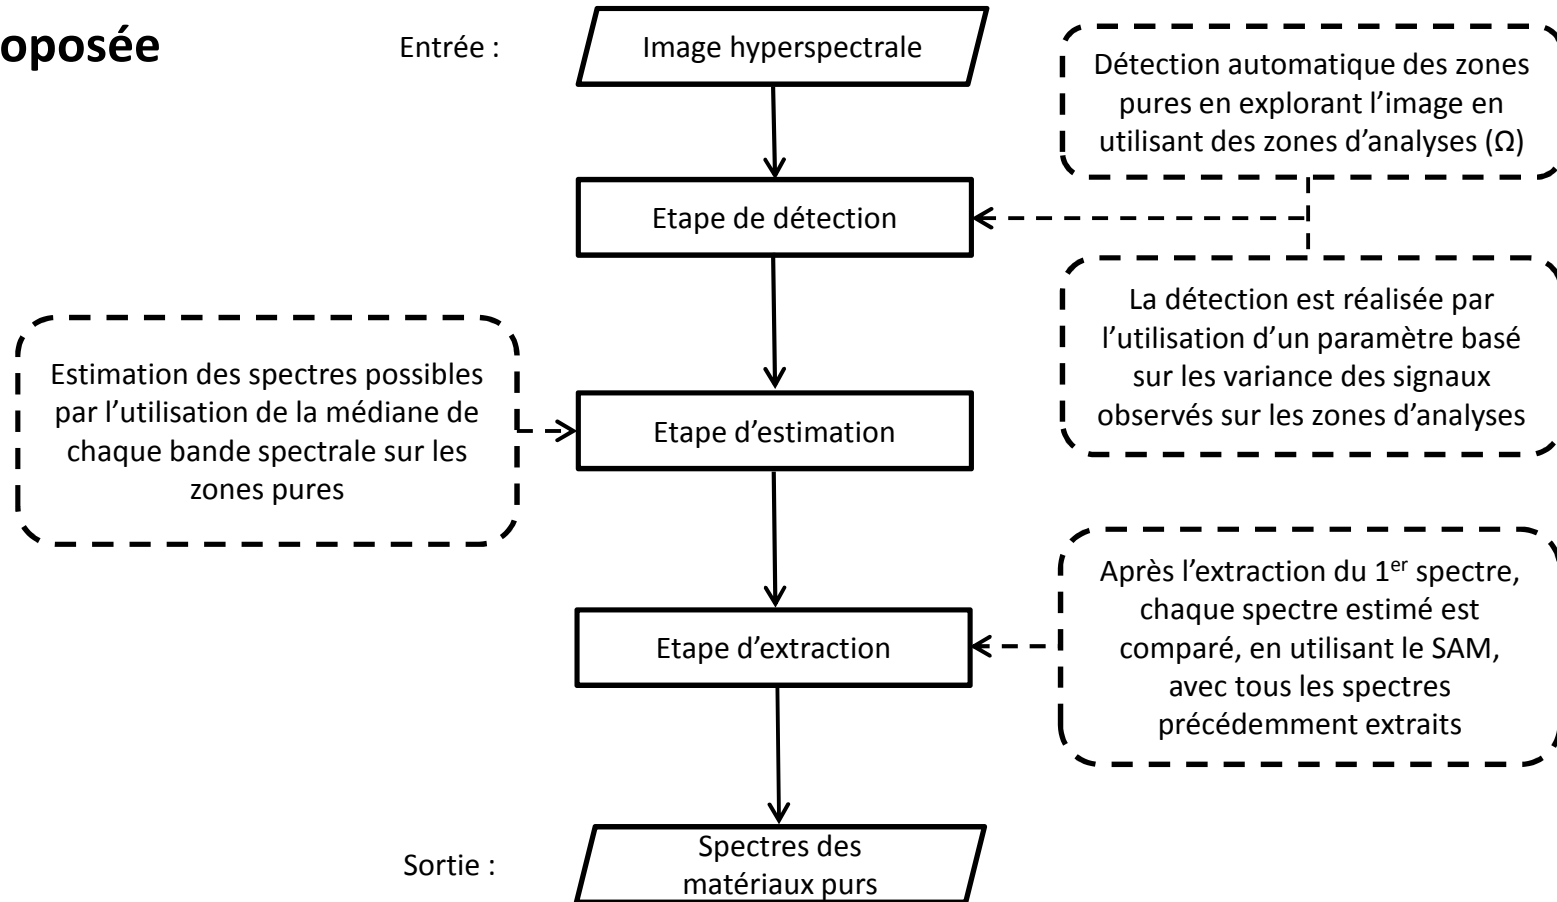 oposée
Entrée :
Image hyperspectrale
Détection automatique des zones
pures en explorant l’image en
utilisant des zones d’analyses (Ω)
Etape de détection
La détection est réalisée par
l’utilisation d’un paramètre basé
sur les variance des signaux
observés sur les zones d’analyses
Estimation des spectres possibles
par l’utilisation de la médiane de
chaque bande spectrale sur les
zones pures
Etape d’estimation
Après l’extraction du 1er spectre,
chaque spectre estimé est
comparé, en utilisant le SAM,
avec tous les spectres
précédemment extraits
Etape d’extraction
Sortie :
Spectres des
matériaux purs